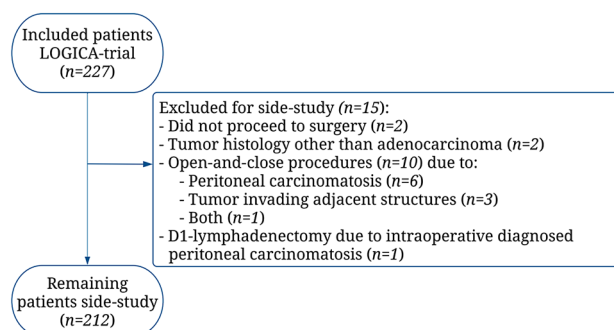 Included patients
LOGICA-trial
(n=227)
Excluded for side-study (n=15):
- Did not proceed to surgery (n=2)
- Tumor histology other than adenocarcinoma (n=2)
- Open-and-close procedures (n=10) due to:
- Peritoneal carcinomatosis (n=6)
- Tumor invading adjacent structures (n=3)
- Both (n=1)
- D1-lymphadenectomy due to intraoperative diagnosed
peritoneal carcinomatosis (n=1)
Remaining
patients side-study
(n=212)